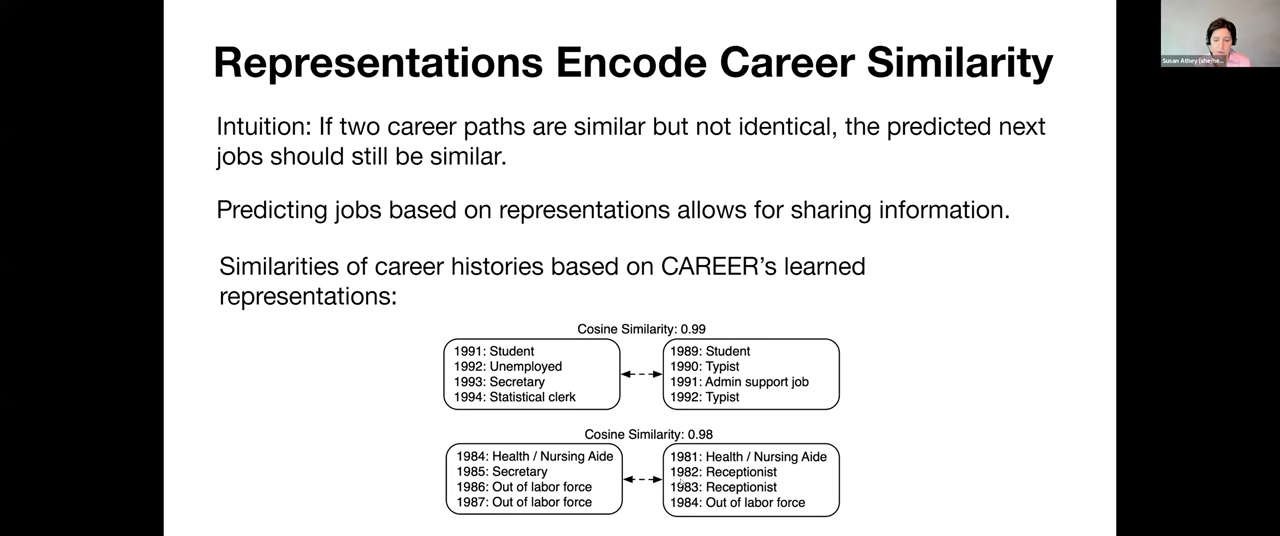 Representations Encode Career Similarity
Susan Athey (she/he...
Intuition: If two career paths are similar but not identical, the predicted next
jobs should still be similar.
Predicting jobs based on representations allows for sharing information.
Similarities of career histories based on CAREER’s learned
representations:
Cosine Similarity: 0.99
1991: Student
1992: Unemployed
1993: Secretary
1994: Statistical clerk
1989: Student
1990: Typist
1991: Admin support job
1992: Typist
Cosine Similarity: 0.98
1984: Health / Nursing Aide
1985: Secretary
1986: Out of labor force
1987: Out of labor force
1981: Health / Nursing Aide
1982: Receptionist
1983: Receptionist
1984: Out of labor force